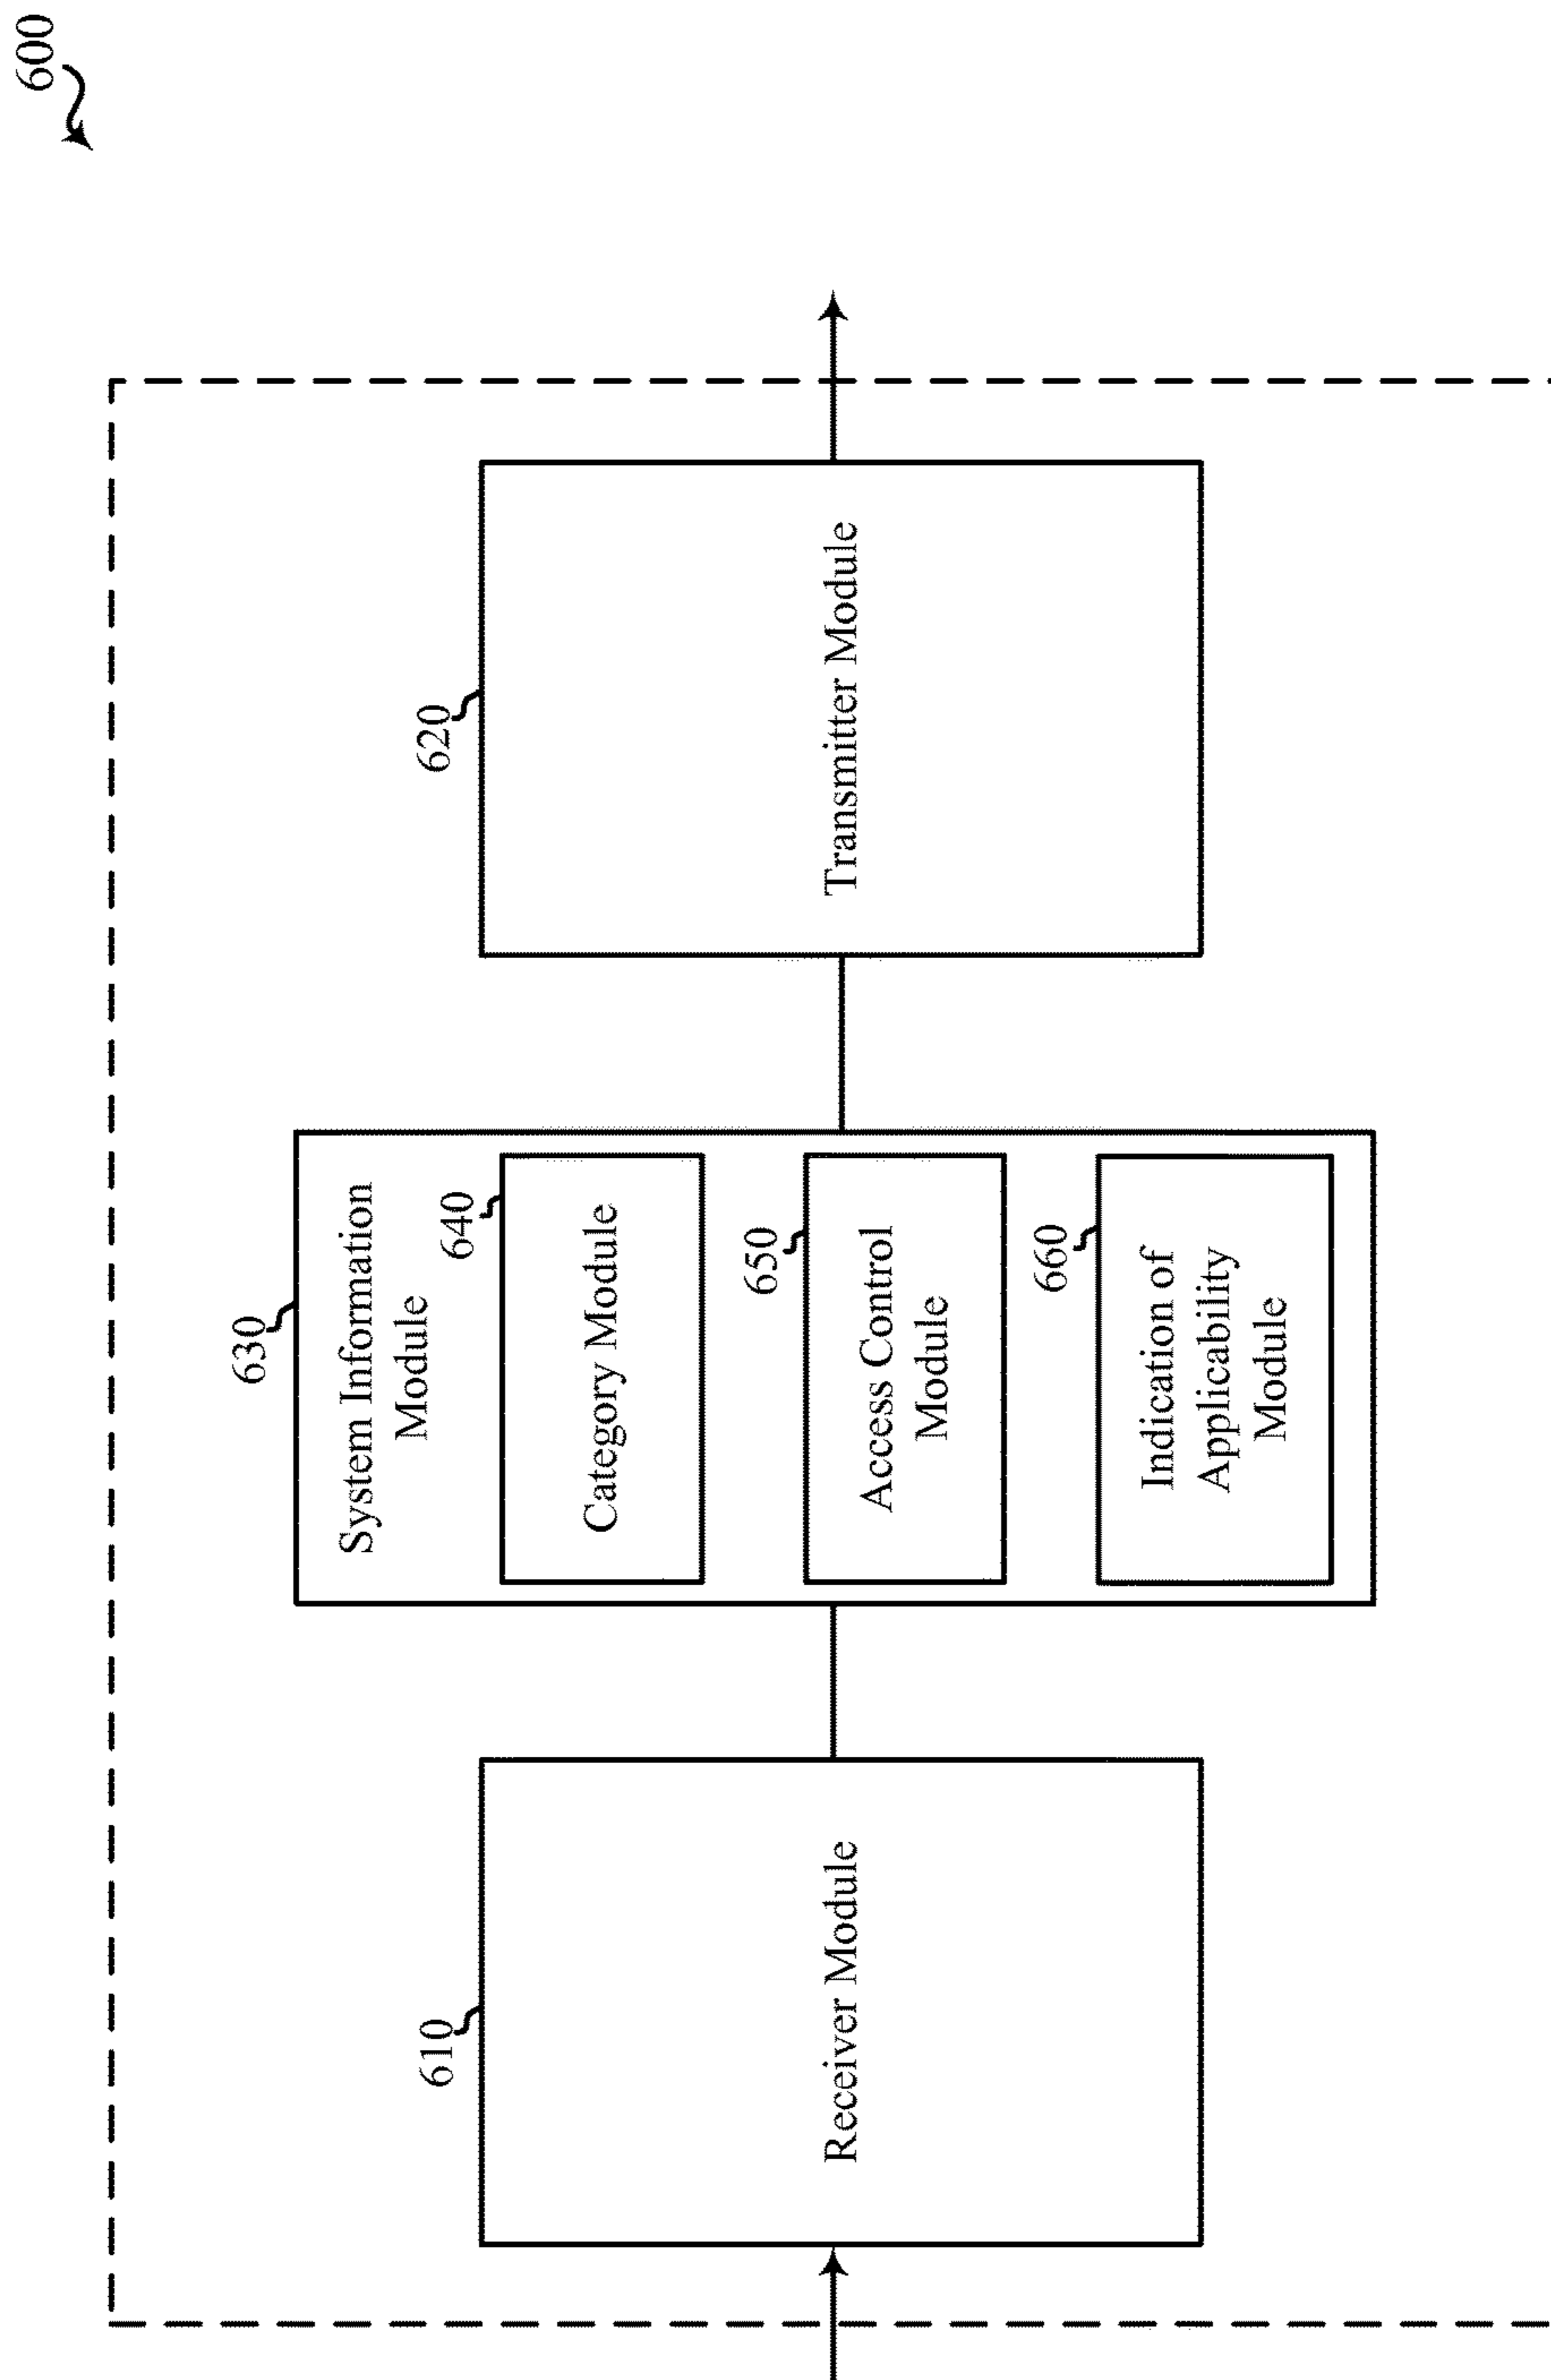 600
630
System Information
Module
610
640
620
Category Module
650
Receiver Module
Access Control
Module
Transmitter Module
660
Indication of
Applicability
Module